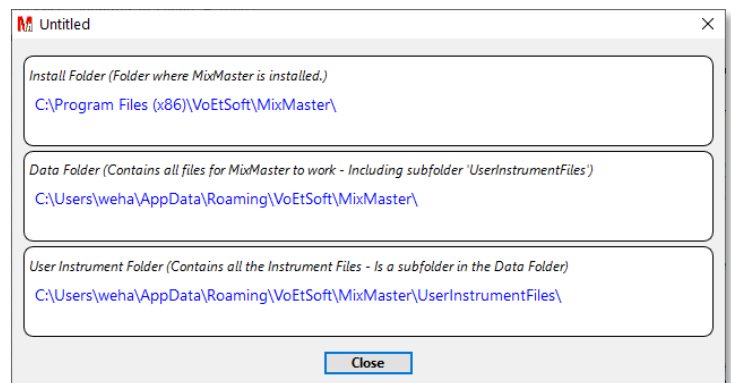 Untitled
Install Folder (Folder where MixMaster is installed.)
C:\Program Files (x86)\VoEtSoft\MixMaster\
Data Folder (Contains all files for MixMaster to work - Including subfolder 'UserInstrumentFiles')
C:\Users\weha\AppData\Roaming\VoEtSoft\MixMaster\
User Instrument Folder (Contains all the Instrument Files - Is a subfolder in the Data Folder)
C:\Users\weha\AppData\Roaming\VoEtSoft\MixMaster\UserInstrumentFiles\
Close